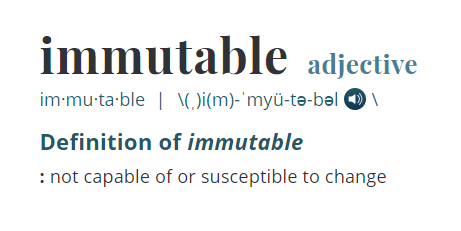 immutable adjective
im·mu·ta·ble | \(ˌ)i(m)-ˈmyü-tə-bəl \
Definition of immutable
: not capable of or susceptible to change